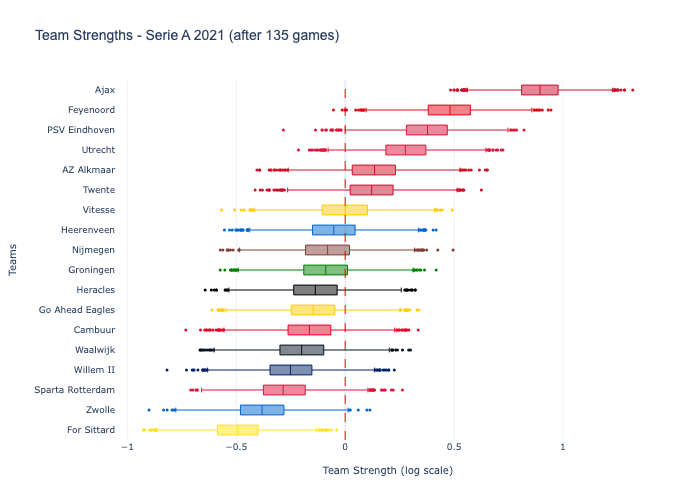 Team Strengths - Serie A 2021 (after 135 games)
Ajax
Feyenoord
PSV Eindhoven
Utrecht
AZ Alkmaar
Twente
Vitesse
Heerenveen
Nijmegen
Groningen
Heracles
Go Ahead Eagles
Cambuur
Waalwijk
Willem II
Sparta Rotterdam
Zwolle
For Sittard
Teams
−1
−0.5
0
0.5
1
Team Strength (log scale)